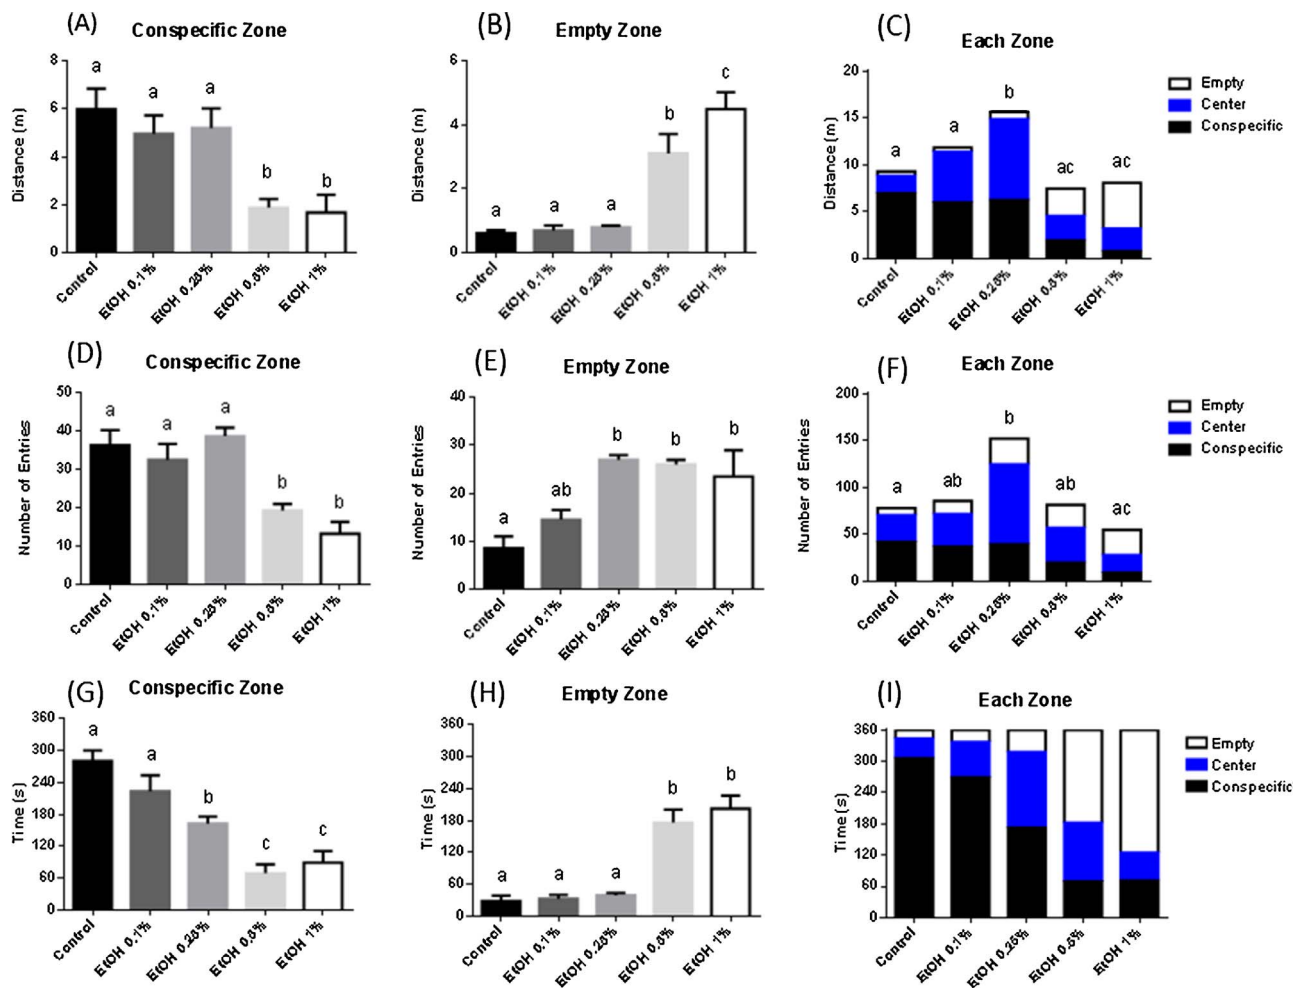 (A) Conspecific Zone
Distance (m)
8
6
4
2
0
a
a
a
b
b
Control
EtOH 0.1%
EtOH 0.25%
EtOH 0.5%
EtOH 1%
(B) Empty Zone
Distance (m)
6
4
2
0
a
a
a
b
c
Control
EtOH 0.1%
EtOH 0.25%
EtOH 0.5%
EtOH 1%
(C) Each Zone
Distance (m)
20
15
10
5
0
a
a
b
ac
ac
Control
EtOH 0.1%
EtOH 0.25%
EtOH 0.5%
EtOH 1%
Empty
Center
Conspecific
(D) Conspecific Zone
Number of Entries
50
40
30
20
10
0
a
a
a
b
b
Control
EtOH 0.1%
EtOH 0.25%
EtOH 0.5%
EtOH 1%
(E) Empty Zone
Number of Entries
40
30
20
10
0
a
ab
b
b
b
Control
EtOH 0.1%
EtOH 0.25%
EtOH 0.5%
EtOH 1%
(F) Each Zone
Number of Entries
200
150
100
50
0
a
ab
b
ab
ac
Control
EtOH 0.1%
EtOH 0.25%
EtOH 0.5%
EtOH 1%
Empty
Center
Conspecific
(G) Conspecific Zone
Time (s)
360
300
240
180
120
60
0
a
a
b
c
c
Control
EtOH 0.1%
EtOH 0.25%
EtOH 0.5%
EtOH 1%
(H) Empty Zone
Time (s)
360
300
240
180
120
60
0
a
a
a
b
b
Control
EtOH 0.1%
EtOH 0.25%
EtOH 0.5%
EtOH 1%
(I) Each Zone
Time (s)
360
300
240
180
120
60
0
Control
EtOH 0.1%
EtOH 0.25%
EtOH 0.5%
EtOH 1%
Empty
Center
Conspecific